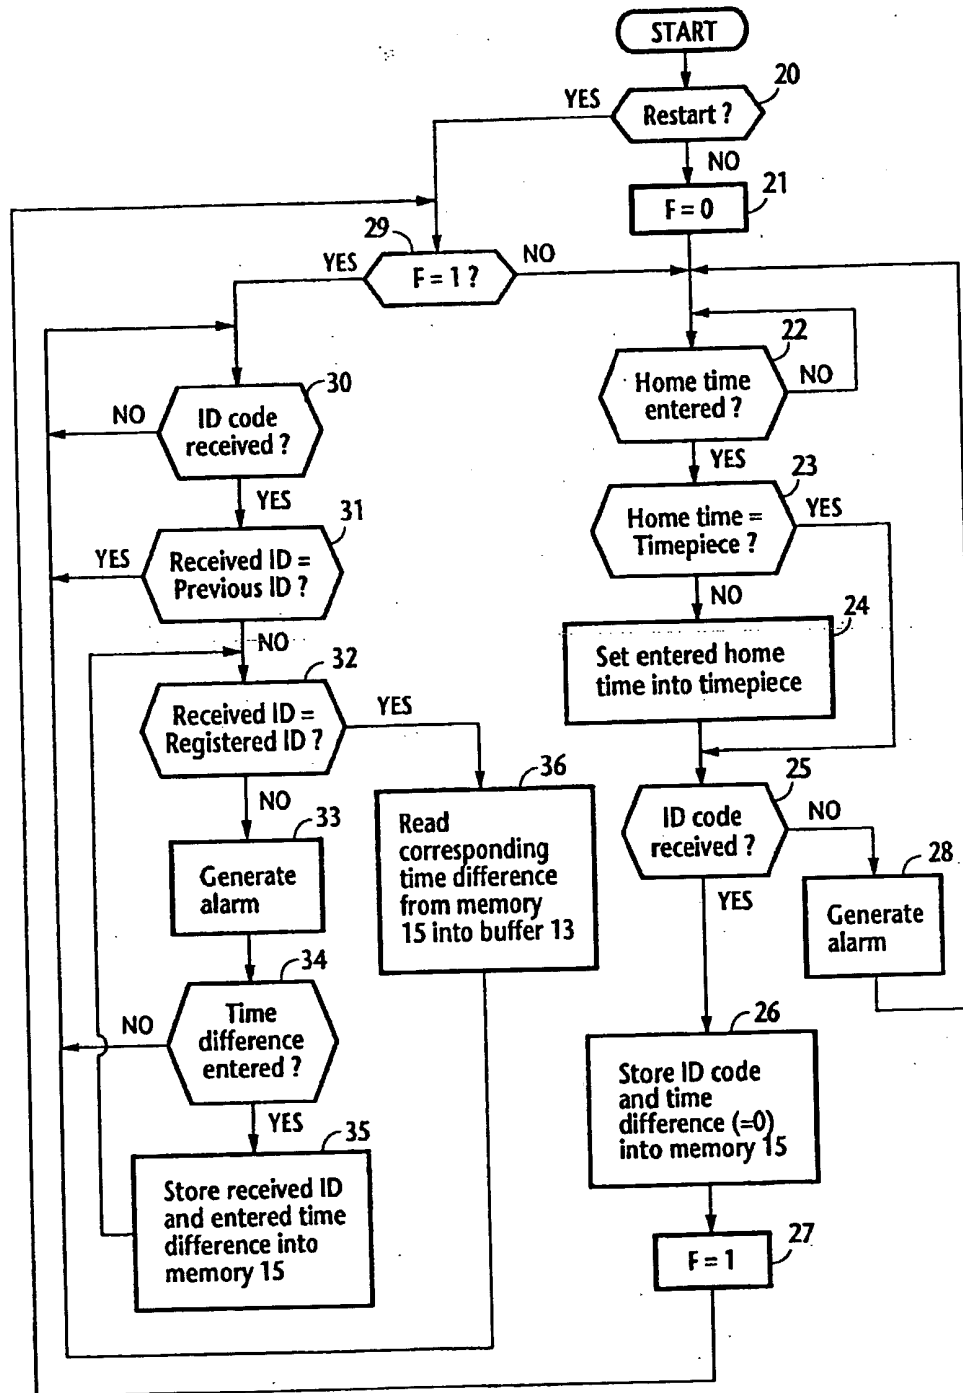 START
20
YES
Restart ?
NO
21
F = 0
29
YES
F = 1 ?
NO
22
Home time
entered ?
NO
YES
30
NO
ID code
received ?
YES
23
Home time =
Timepiece ?
YES
NO
31
YES
Received ID =
Previous ID ?
NO
24
Set entered home
time into timepiece
32
Received ID =
Registered ID ?
YES
NO
25
ID code
received ?
NO
YES
36
Read
corresponding
time difference
from memory
15 into buffer 13
33
Generate
alarm
28
Generate
alarm
34
NO
Time
difference
entered ?
YES
26
Store ID code
and time
difference (=0)
into memory 15
35
Store received ID
and entered time
difference into
memory 15
27
F = 1